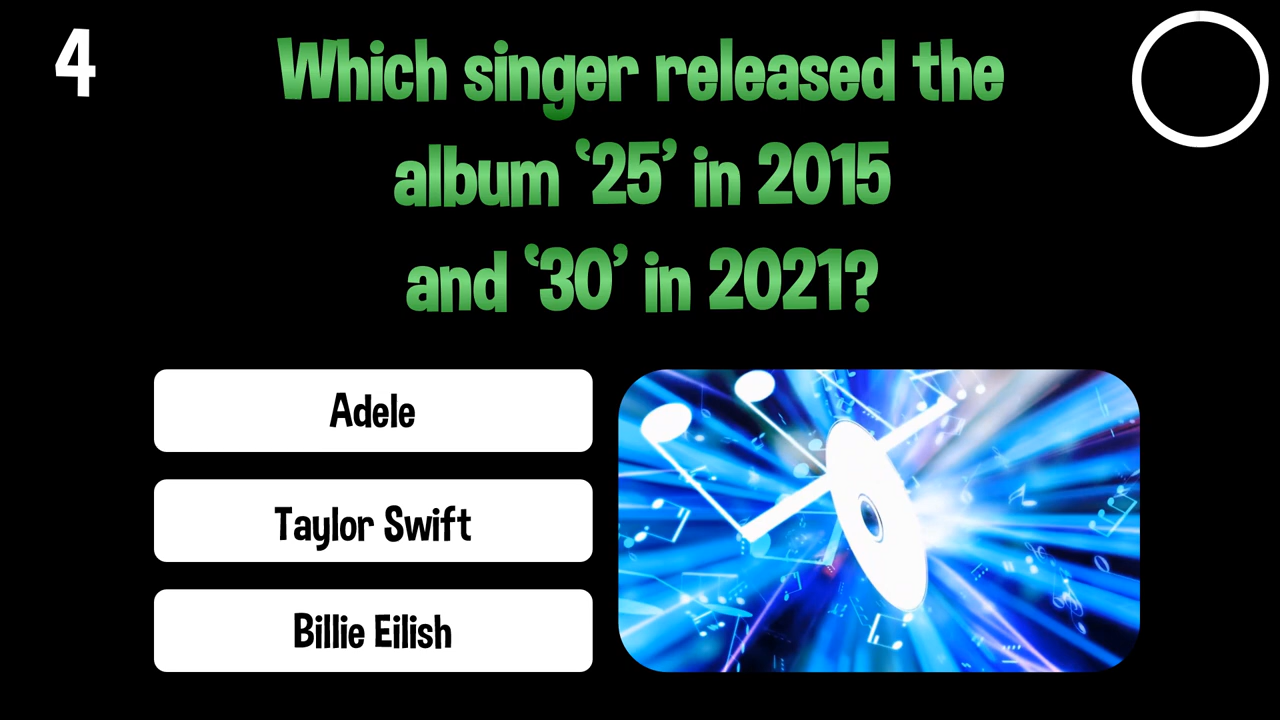 4
Which singer released the
album ‘25’ in 2015
and ‘30’ in 2021?
Adele
Taylor Swift
Billie Eilish